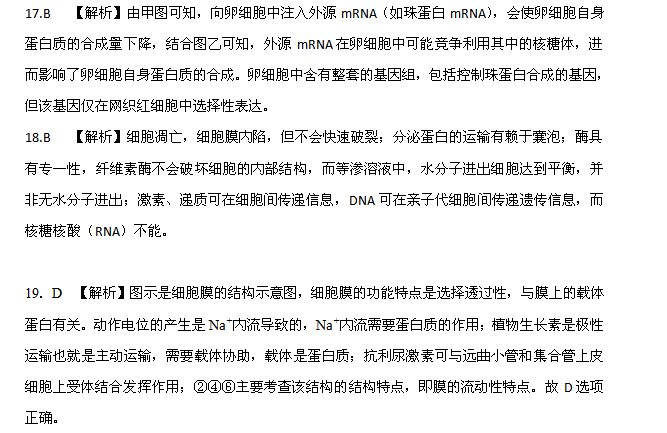 17.B 【解析】由甲图可知，向卵细胞中注入外源 mRNA（如珠蛋白 mRNA），会使卵细胞自身
蛋白质的合成量下降，结合图乙可知，外源 mRNA 在卵细胞中可能竞争利用其中的核糖体，进
而影响了卵细胞自身蛋白质的合成。卵细胞中含有整套的基因组，包括控制珠蛋白合成的基因，
但该基因仅在网织红细胞中选择性表达。
18.B 【解析】细胞凋亡，细胞膜内陷，但不会快速破裂；分泌蛋白的运输有赖于囊泡；酶具
有专一性，纤维素酶不会破坏细胞的内部结构，而等渗溶液中，水分子进出细胞达到平衡，并
非无水分子进出；激素、递质可在细胞间传递信息，DNA 可在亲子代细胞间传递遗传信息，而
核糖核酸（RNA）不能。
19. D 【解析】图示是细胞膜的结构示意图，细胞膜的功能特点是选择透过性，与膜上的载体
蛋白有关。动作电位的产生是 Na⁺内流导致的，Na⁺内流需要蛋白质的作用；植物生长素是极性
运输也就是主动运输，需要载体协助，载体是蛋白质；抗利尿激素可与远曲小管和集合管上皮
细胞上受体结合发挥作用；②④⑥主要考查该结构的结构特点，即膜的流动性特点。故 D 选项
正确。